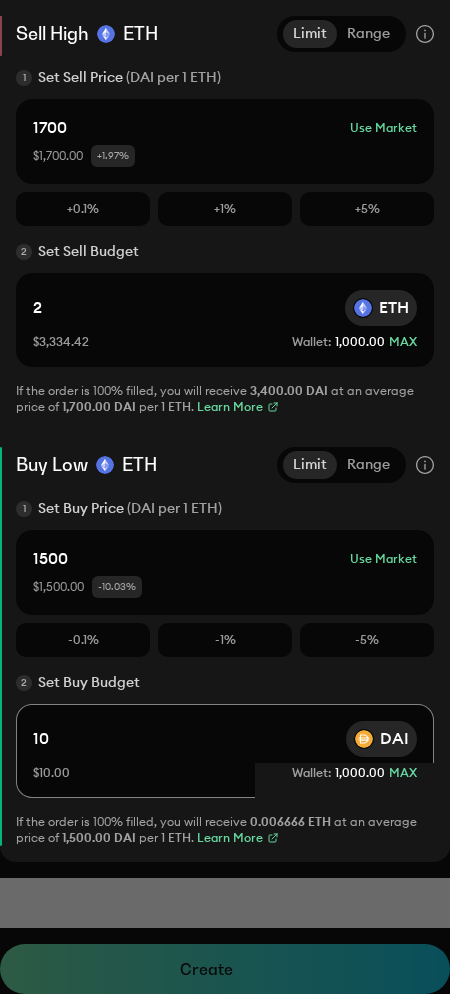 Sell High ETH Limit Range
1 Set Sell Price (DAI per 1 ETH)
1700 Use Market
$1,700.00 +1.97%
+0.1% +1% +5%
2 Set Sell Budget
2 ETH
$3,334.42 Wallet: 1,000.00 MAX
If the order is 100% filled, you will receive 3,400.00 DAI at an average
price of 1,700.00 DAI per 1 ETH. Learn More
Buy Low ETH Limit Range
1 Set Buy Price (DAI per 1 ETH)
1500 Use Market
$1,500.00 -10.03%
-0.1% -1% -5%
2 Set Buy Budget
10 DAI
$10.00 Wallet: 1,000.00 MAX
If the order is 100% filled, you will receive 0.006666 ETH at an average
price of 1,500.00 DAI per 1 ETH. Learn More
Create